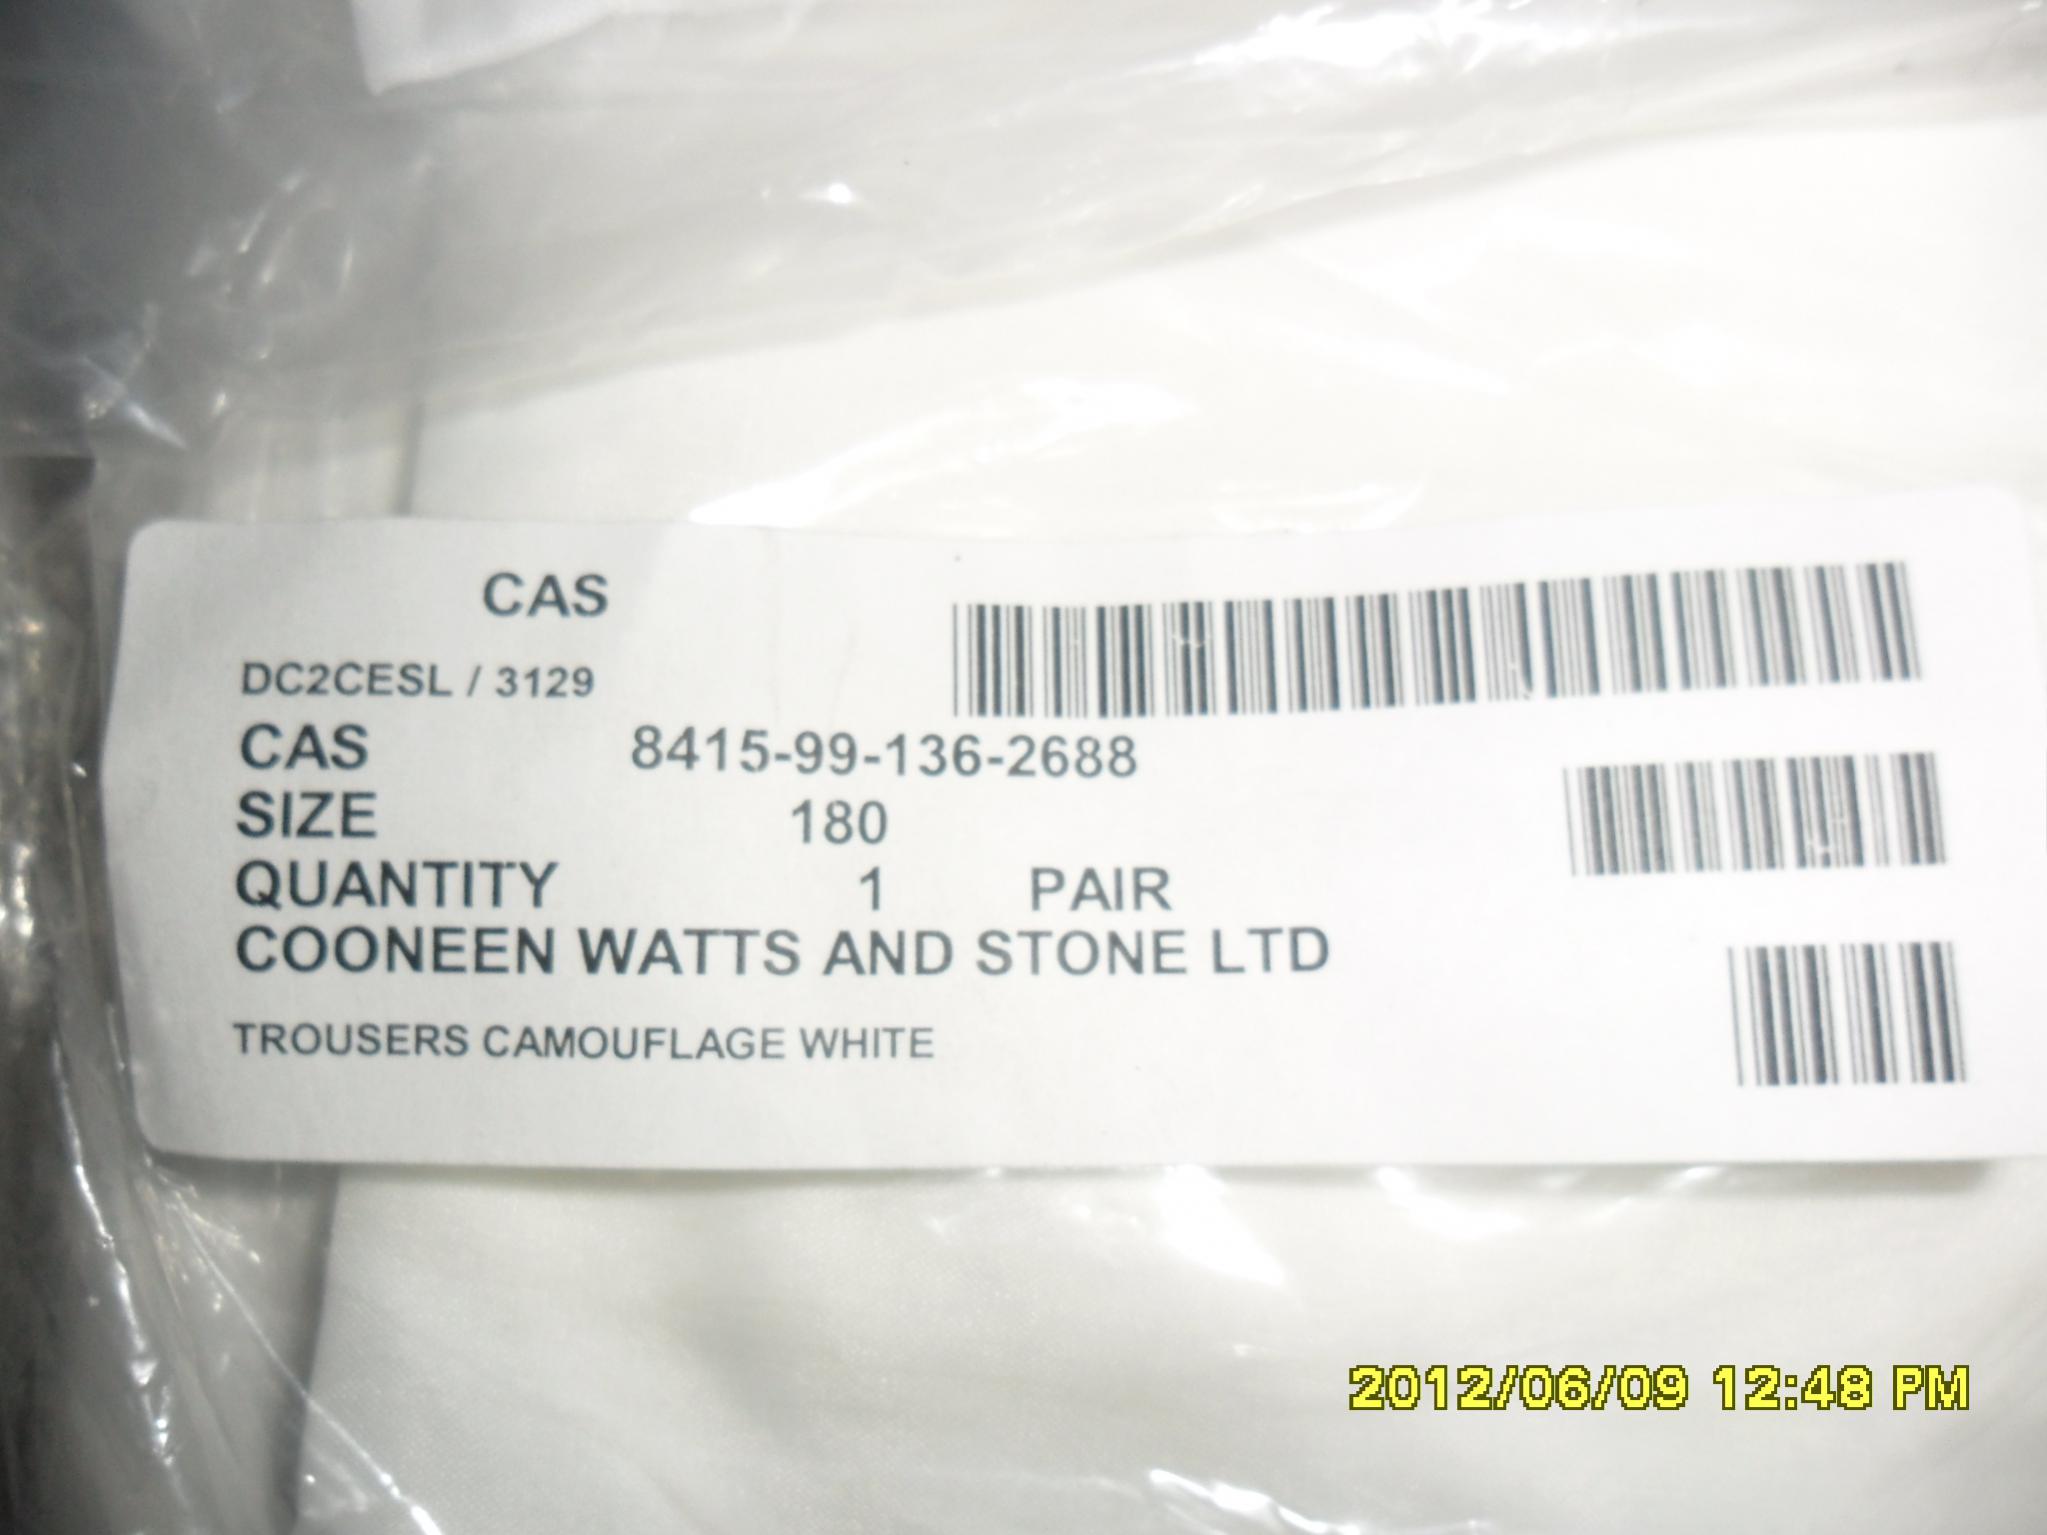 CAS
DC2CESL / 3129
CAS 8415-99-136-2688
SIZE 180
QUANTITY 1 PAIR
COONEEN WATTS AND STONE LTD
TROUSERS CAMOUFLAGE WHITE
2012/06/09 12:48 PM